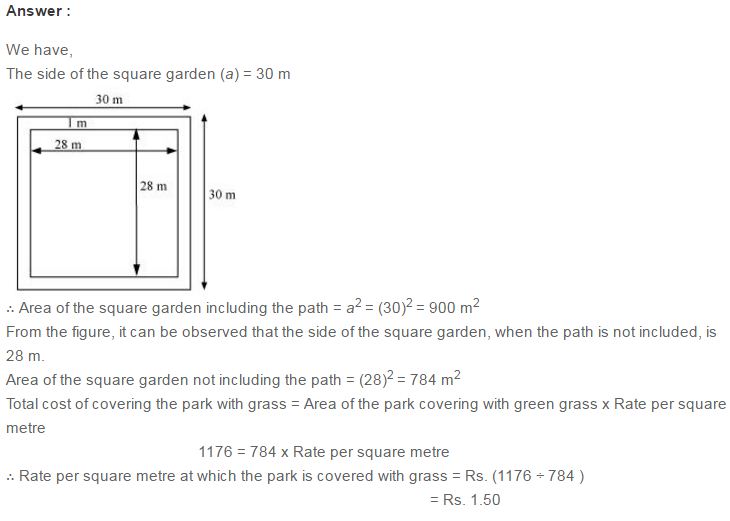 Answer :
We have,
The side of the square garden (a) = 30 m
30 m
1 m
28 m
28 m
30 m
∴ Area of the square garden including the path = a² = (30)² = 900 m²
From the figure, it can be observed that the side of the square garden, when the path is not included, is
28 m.
Area of the square garden not including the path = (28)² = 784 m²
Total cost of covering the park with grass = Area of the park covering with green grass x Rate per square
metre
1176 = 784 x Rate per square metre
∴ Rate per square metre at which the park is covered with grass = Rs. (1176 ÷ 784 )
= Rs. 1.50